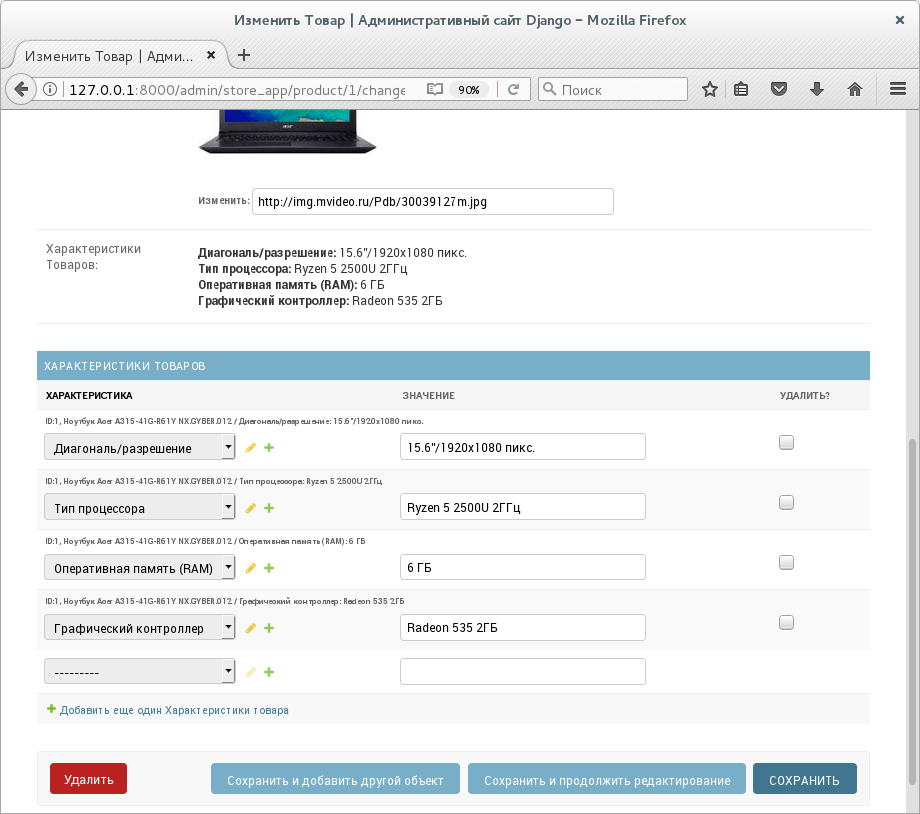 Изменить Товар | Административный сайт Django – Mozilla Firefox
Изменить Товар | Адми...
127.0.0.1:8000/admin/store_app/product/1/change
90%
Поиск
acer
Изменить: http://img.mvideo.ru/Pdb/30039127m.jpg
Характеристики Товаров:
Диагональ/разрешение: 15.6"/1920x1080 пикс.
Тип процессора: Ryzen 5 2500U 2ГГц
Оперативная память (RAM): 6 ГБ
Графический контроллер: Radeon 535 2ГБ
ХАРАКТЕРИСТИКИ ТОВАРОВ
ХАРАКТЕРИСТИКА ЗНАЧЕНИЕ УДАЛИТЬ?
ID:1, Ноутбук Acer A315-41G-R61Y NX.GYBER.012 / Диагональ/разрешение: 15.6"/1920x1080 пикс.
Диагональ/разрешение 15.6"/1920x1080 пикс.
ID:1, Ноутбук Acer A315-41G-R61Y NX.GYBER.012 / Тип процессора: Ryzen 5 2500U 2ГГц
Тип процессора Ryzen 5 2500U 2ГГц
ID:1, Ноутбук Acer A315-41G-R61Y NX.GYBER.012 / Оперативная память (RAM): 6 ГБ
Оперативная память (RAM) 6 ГБ
ID:1, Ноутбук Acer A315-41G-R61Y NX.GYBER.012 / Графический контроллер: Radeon 535 2ГБ
Графический контроллер Radeon 535 2ГБ
---------
Добавить еще один Характеристики товара
Удалить Сохранить и добавить другой объект Сохранить и продолжить редактирование СОХРАНИТЬ